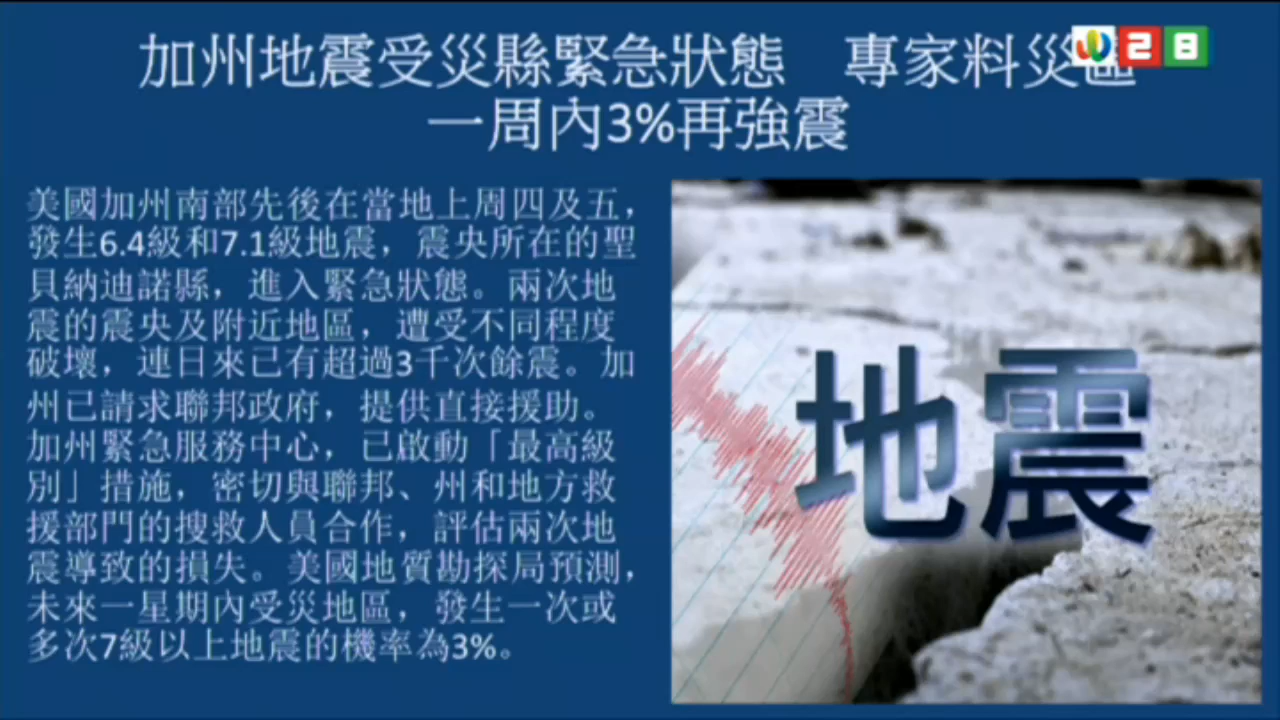 加州地震受災縣緊急狀態　專家料災區
一周內3%再強震
28
美國加州南部先後在當地上周四及五，
發生6.4級和7.1級地震，震央所在的聖
貝納迪諾縣，進入緊急狀態。兩次地
震的震央及附近地區，遭受不同程度
破壞，連日來已有超過3千次餘震。加
州已請求聯邦政府，提供直接援助。
加州緊急服務中心，已啟動「最高級
別」措施，密切與聯邦、州和地方救
援部門的搜救人員合作，評估兩次地
震導致的損失。美國地質勘探局預測，
未來一星期內受災地區，發生一次或
多次7級以上地震的機率為3%。
地震